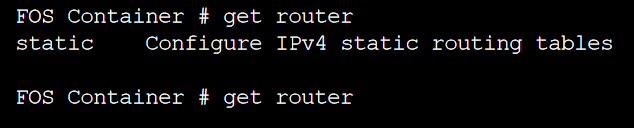 FOS Container # get router
static    Configure IPv4 static routing tables
FOS Container # get router